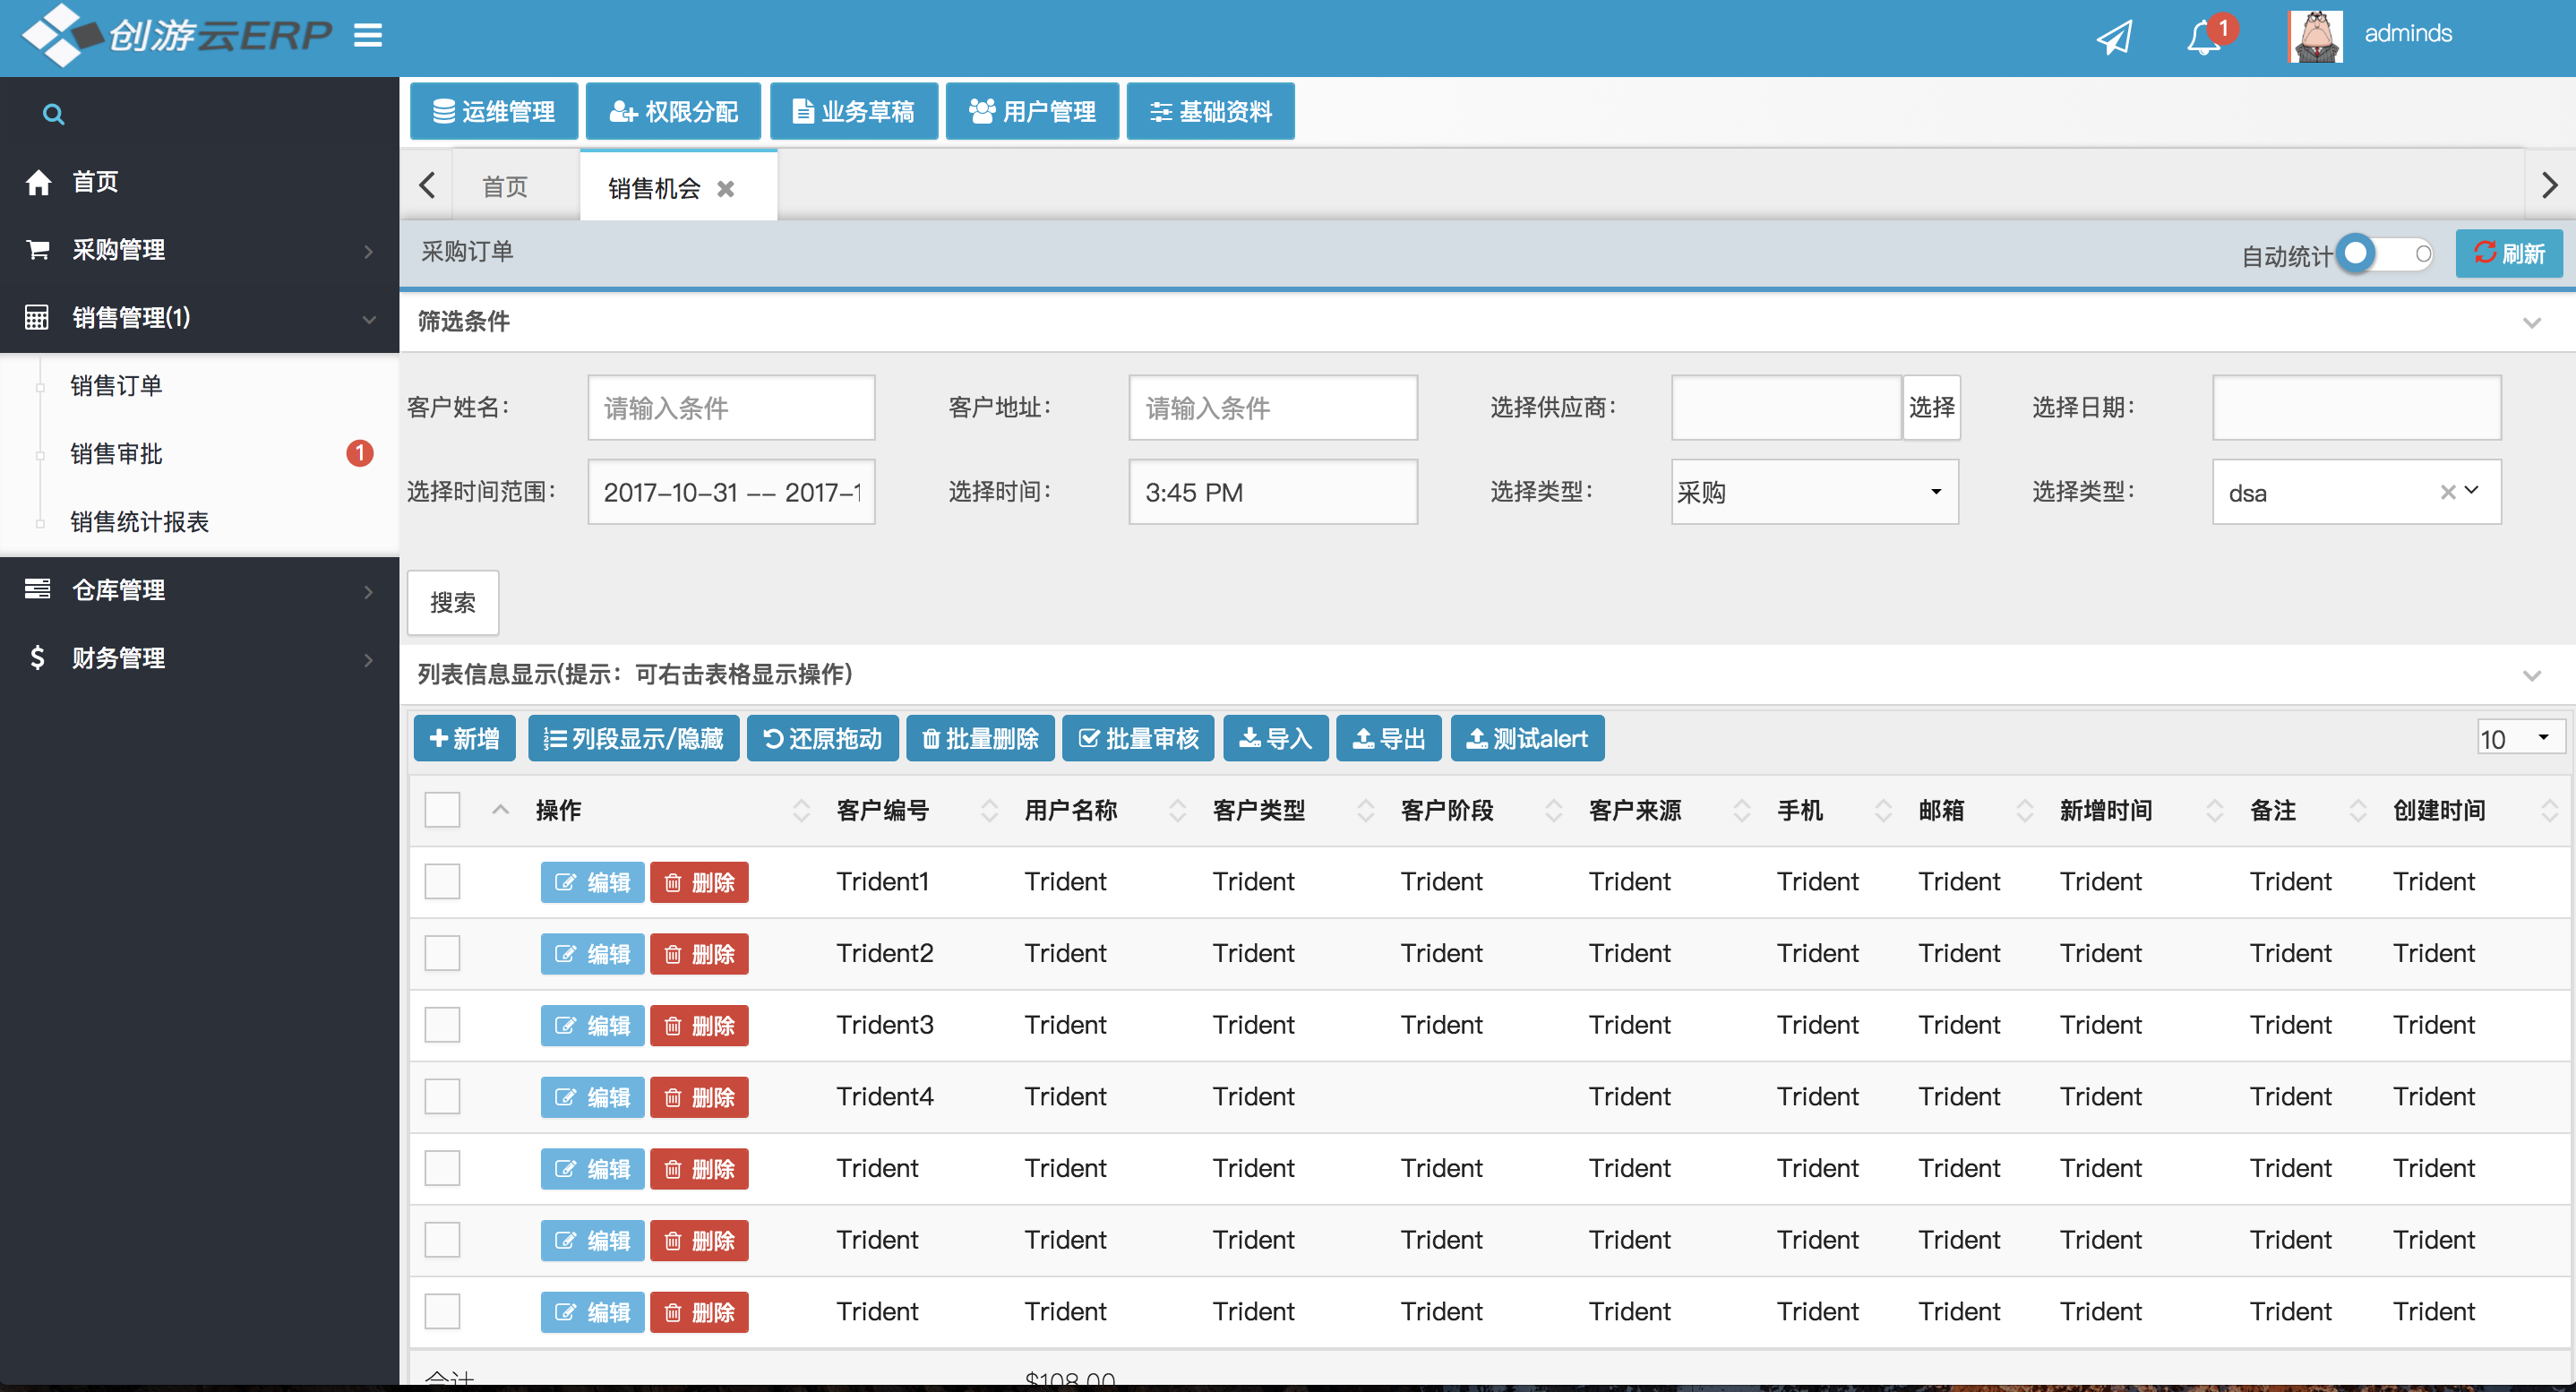 创游云ERP
1
adminds
运维管理 权限分配 业务草稿 用户管理 基础资料
首页
采购管理
销售管理(1)
销售订单
销售审批 1
销售统计报表
仓库管理
财务管理
首页 销售机会
采购订单 自动统计 刷新
筛选条件
客户姓名: 请输入条件 客户地址: 请输入条件 选择供应商: 选择 选择日期:
选择时间范围: 2017-10-31 -- 2017-1 选择时间: 3:45 PM 选择类型: 采购 选择类型: dsa
搜索
列表信息显示(提示：可右击表格显示操作)
新增 列段显示/隐藏 还原拖动 批量删除 批量审核 导入 导出 测试alert 10
操作 客户编号 用户名称 客户类型 客户阶段 客户来源 手机 邮箱 新增时间 备注 创建时间
编辑 删除 Trident1 Trident Trident Trident Trident Trident Trident Trident Trident Trident
编辑 删除 Trident2 Trident Trident Trident Trident Trident Trident Trident Trident Trident
编辑 删除 Trident3 Trident Trident Trident Trident Trident Trident Trident Trident Trident
编辑 删除 Trident4 Trident Trident Trident Trident Trident Trident Trident Trident
编辑 删除 Trident Trident Trident Trident Trident Trident Trident Trident Trident Trident
编辑 删除 Trident Trident Trident Trident Trident Trident Trident Trident Trident Trident
编辑 删除 Trident Trident Trident Trident Trident Trident Trident Trident Trident Trident
合计 $108.00